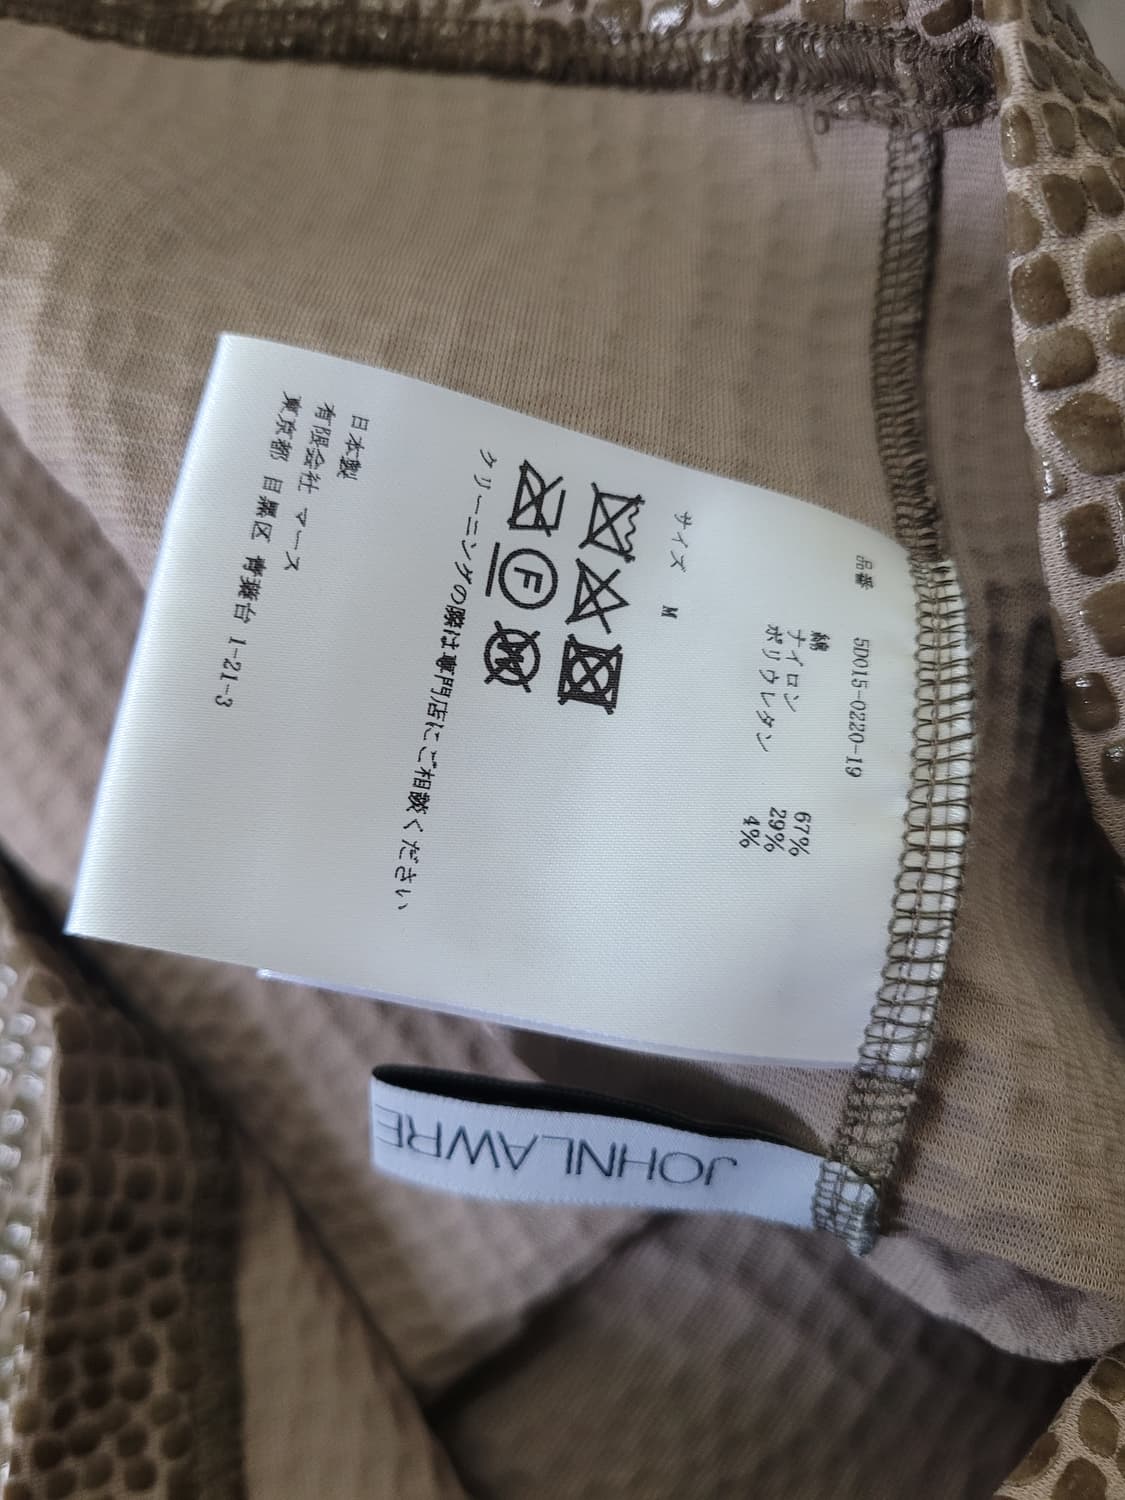 品番 5D015-0220-19
綿 67%
ナイロン 29%
ポリウレタン 4%
サイズ M
F
W
クリーニングの際は専門店にご相談ください
日本製
有限会社 マース
東京都 目黒区 青葉台 1-21-3
JOHNLAWRE